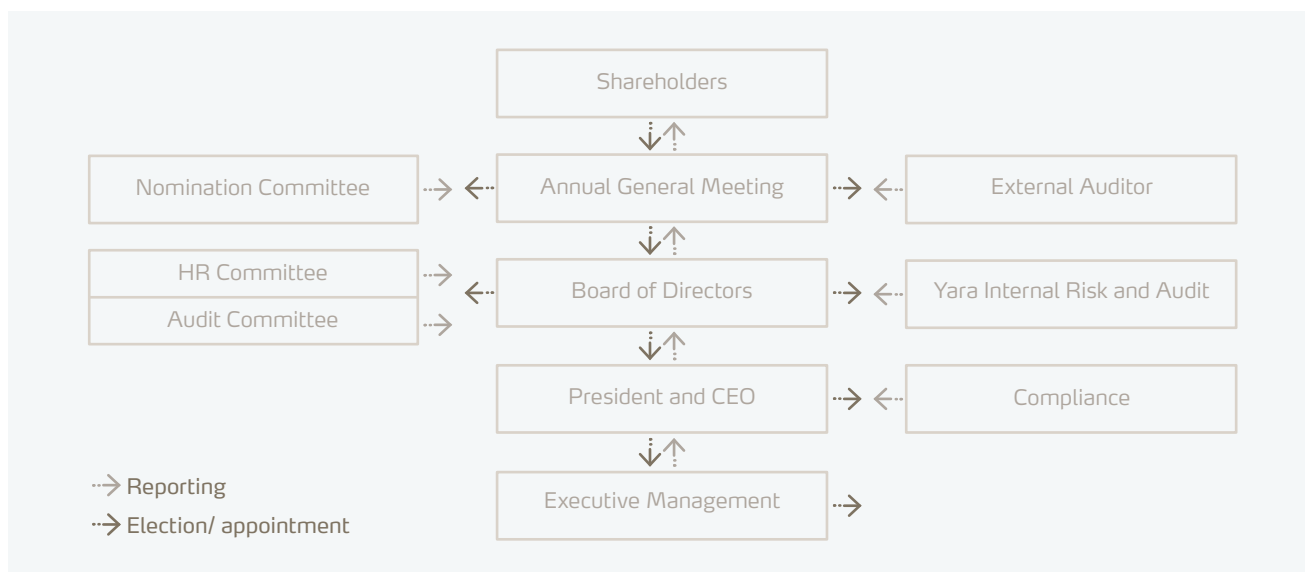 Shareholders
Nomination Committee
Annual General Meeting
External Auditor
HR Committee
Audit Committee
Board of Directors
Yara Internal Risk and Audit
President and CEO
Compliance
Executive Management
Reporting
Election/ appointment